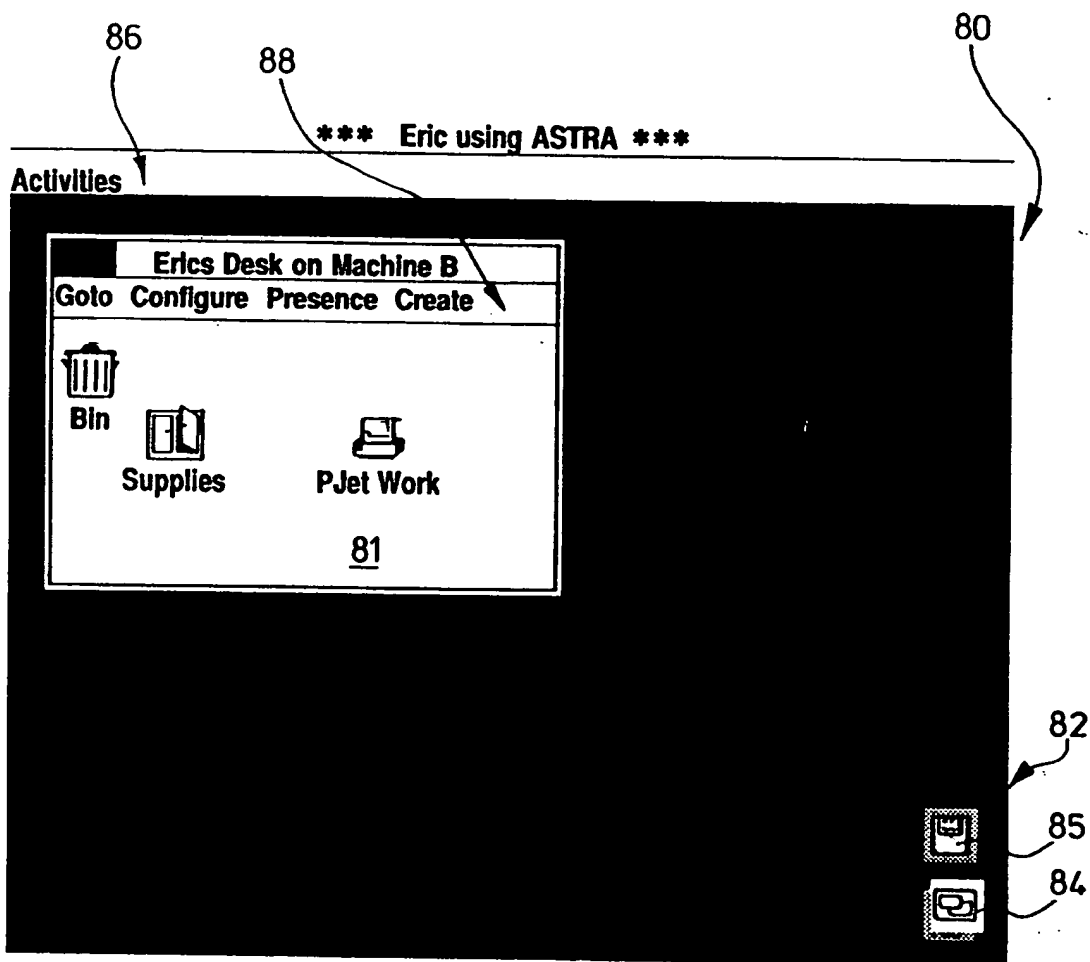 86
88
80
*** Eric using ASTRA ***
Activities
Erics Desk on Machine B
Goto Configure Presence Create
Bin
Supplies
PJet Work
81
82
85
84